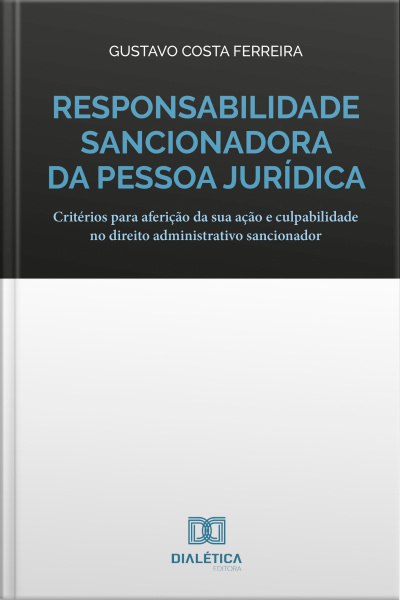 GUSTAVO COSTA FERREIRA
RESPONSABILIDADE
SANCIONADORA
DA PESSOA JURÍDICA
Critérios para aferição da sua ação e culpabilidade
no direito administrativo sancionador
DIALÉTICA
EDITORA